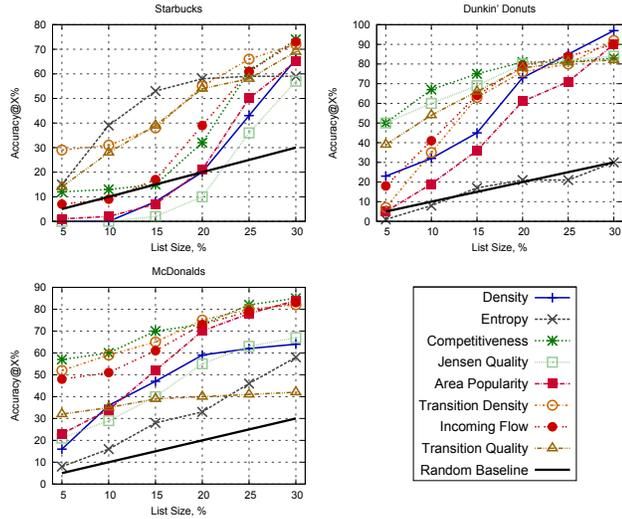 Starbucks
Accuracy@X%
80
70
60
50
40
30
20
10
0
5 10 15 20 25 30
List Size, %
Dunkin' Donuts
Accuracy@X%
100
90
80
70
60
50
40
30
20
10
0
5 10 15 20 25 30
List Size, %
McDonalds
Accuracy@X%
90
80
70
60
50
40
30
20
10
0
5 10 15 20 25 30
List Size, %
Density
Entropy
Competitiveness
Jensen Quality
Area Popularity
Transition Density
Incoming Flow
Transition Quality
Random Baseline